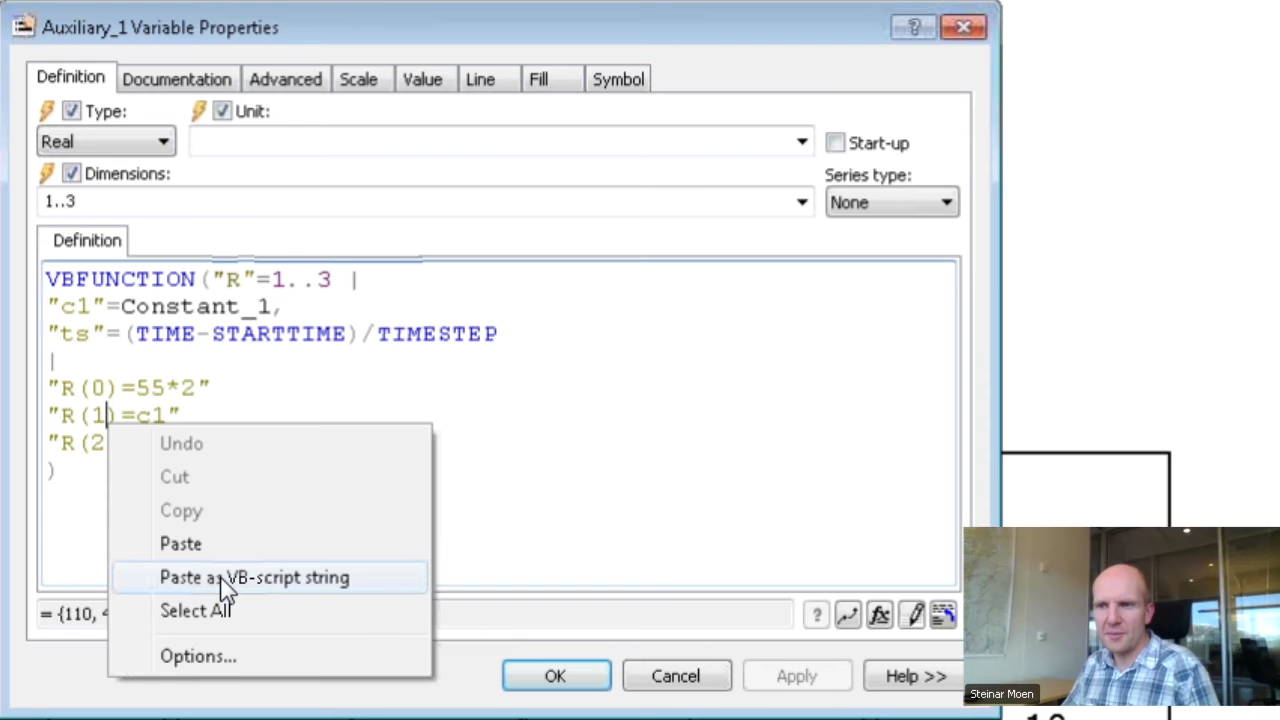 Auxiliary_1 Variable Properties
Definition Documentation Advanced Scale Value Line Fill Symbol
Type: Unit:
Real
Start-up
Dimensions:
Series type:
1..3
None
Definition
VBFUNCTION("R"=1..3 |
"c1"=Constant_1,
"ts"=(TIME-STARTTIME)/TIMESTEP
|
"R(0)=55*2"
"R(1)=c1"
"R(2
)
Undo
Cut
Copy
Paste
Paste as VB-script string
Select All
Options...
= {110,
OK Cancel Apply Help >>
Steinar Moen